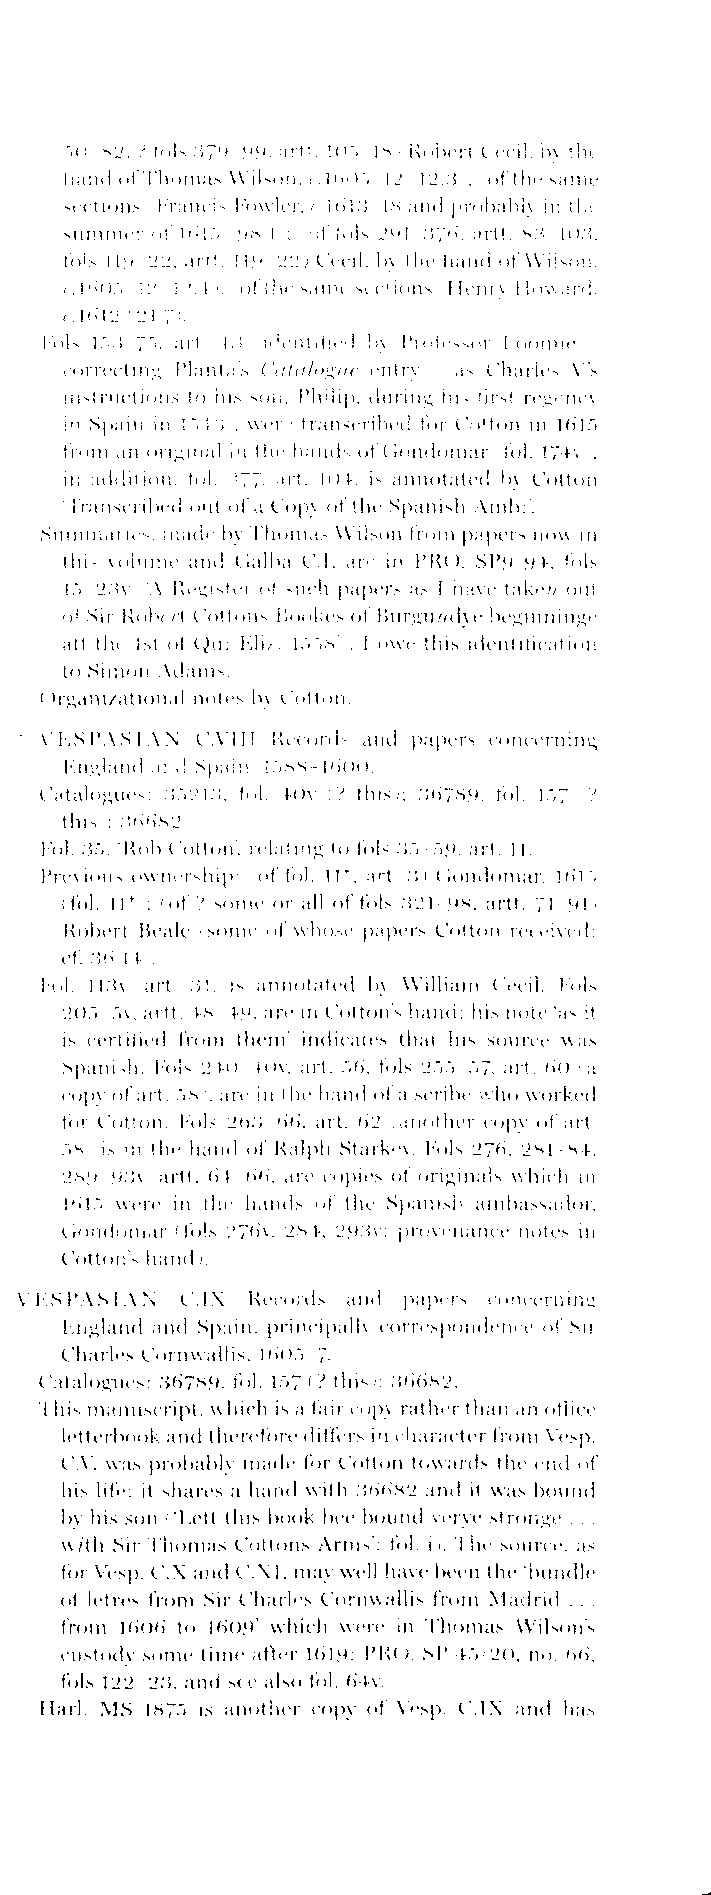 50–82, ? fols 379–99, artt. 105–18) Robert Cecil, by the
hand of Thomas Wilson, of the same
sections) Francis Fowler, c.1613–18 and probably in the
summer of 1615 of fols 291–376, artt. 83–103,
fols 419–22, artt. 119–22) Cecil, by the hand of Wilson,
of the same sections) Henry Howard,
c.1612
Fols 153–75, art. identified by Professor Loomie
correcting Planta's Catalogue entry as Charles V's
instructions to his son, Philip, during his first regency
in Spain in 1543), were transcribed for Cotton in 1615
from an original in the hands of Gondomar (fol. 174v);
in addition, fol. 377, art. 104, is annotated by Cotton
'Transcribed out of a Copy of the Spanish Amb:'.
Summaries, made by Thomas Wilson from papers now in
this volume and Galba C.I, are in PRO, SP9/94, fols
15–23v: 'A Register of such papers as I have taken out
of Sir Robert Cottons Bookes of Burgundye beginninge
att the 1st of Qu: Eliz. 1558'. I owe this identification
to Simon Adams.
Organizational notes by Cotton.
VESPASIAN C.VIII Records and papers concerning
England and Spain, 1588–1600.
Catalogues: 35213, fol. 40v (? this); 36789, fol. 157 (?
this); 36682.
Fol. 35, 'Rob Cotton', relating to fols 35–59, art. 11.
Previous ownership: (of fol. 11*, art. 3) Gondomar, 1615
(fol. 11*); (of ? some or all of fols 321–98, artt. 71–94)
Robert Beale (some of whose papers Cotton received:
cf. 36
Fol. 113v, art. 31, is annotated by William Cecil. Fols
205–5v, artt. 48–49, are in Cotton's hand: his note 'as it
is certified from them' indicates that his source was
Spanish. Fols 240–40v, art. 56, fols 255–57, art. 60 (a
copy of art. 58), are in the hand of a scribe who worked
for Cotton. Fols 263–66, art. 62 (another copy of art.
58) is in the hand of Ralph Starkey. Fols 276, 281–84,
289–93v, artt. 64–66, are copies of originals which in
1615 were in the hands of the Spanish ambassador,
Gondomar (fols 276v, 284, 293v: provenance notes in
Cotton's hand).
VESPASIAN C.IX Records and papers concerning
England and Spain, principally correspondence of Sir
Charles Cornwallis, 1605–7.
Catalogues: 36789, fol. 157 (? this); 36682.
This manuscript, which is a fair copy rather than an office
letterbook and therefore differs in character from Vesp.
C.V, was probably made for Cotton towards the end of
his life: it shares a hand with 36682 and it was bound
by his son ('Lett this book bee bound verye stronge . . .
with Sir Thomas Cottons Arms': fol. i). The source, as
for Vesp. C.X and C.XI, may well have been the 'bundle
of letres from Sir Charles Cornwallis from Madrid . . .
from 1606 to 1609' which were in Thomas Wilson's
custody some time after 1619: PRO, SP 45/20, no. 66,
fols 122–23, and see also fol. 64v.
Harl. MS 1875 is another copy of Vesp. C.IX and has